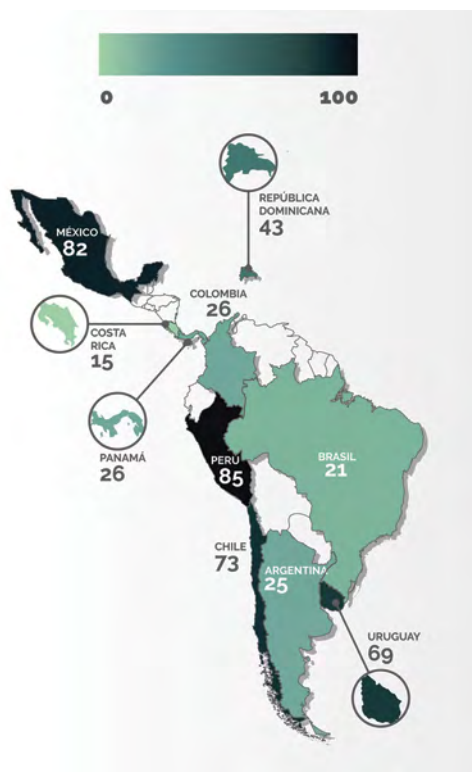 0 100
REPÚBLICA
DOMINICANA
43
MÉXICO
82
COLOMBIA
26
COSTA
RICA
15
PANAMÁ
26
PERÚ
85
BRASIL
21
CHILE
73
ARGENTINA
25
URUGUAY
69